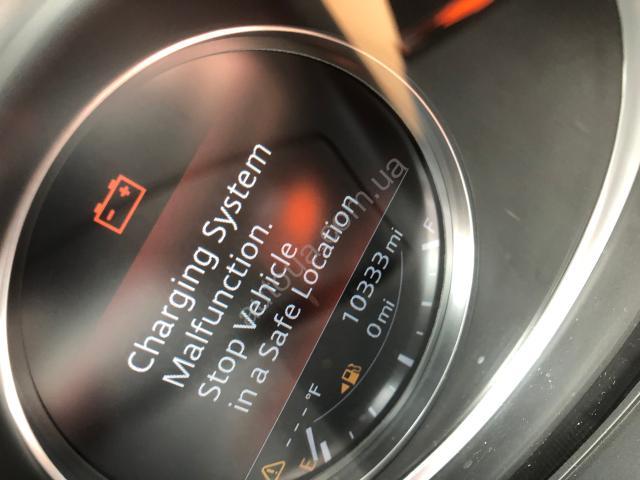 Charging System
Malfunction.
Stop Vehicle
in a Safe Location
10333 mi
0 mi
---°F
F
E